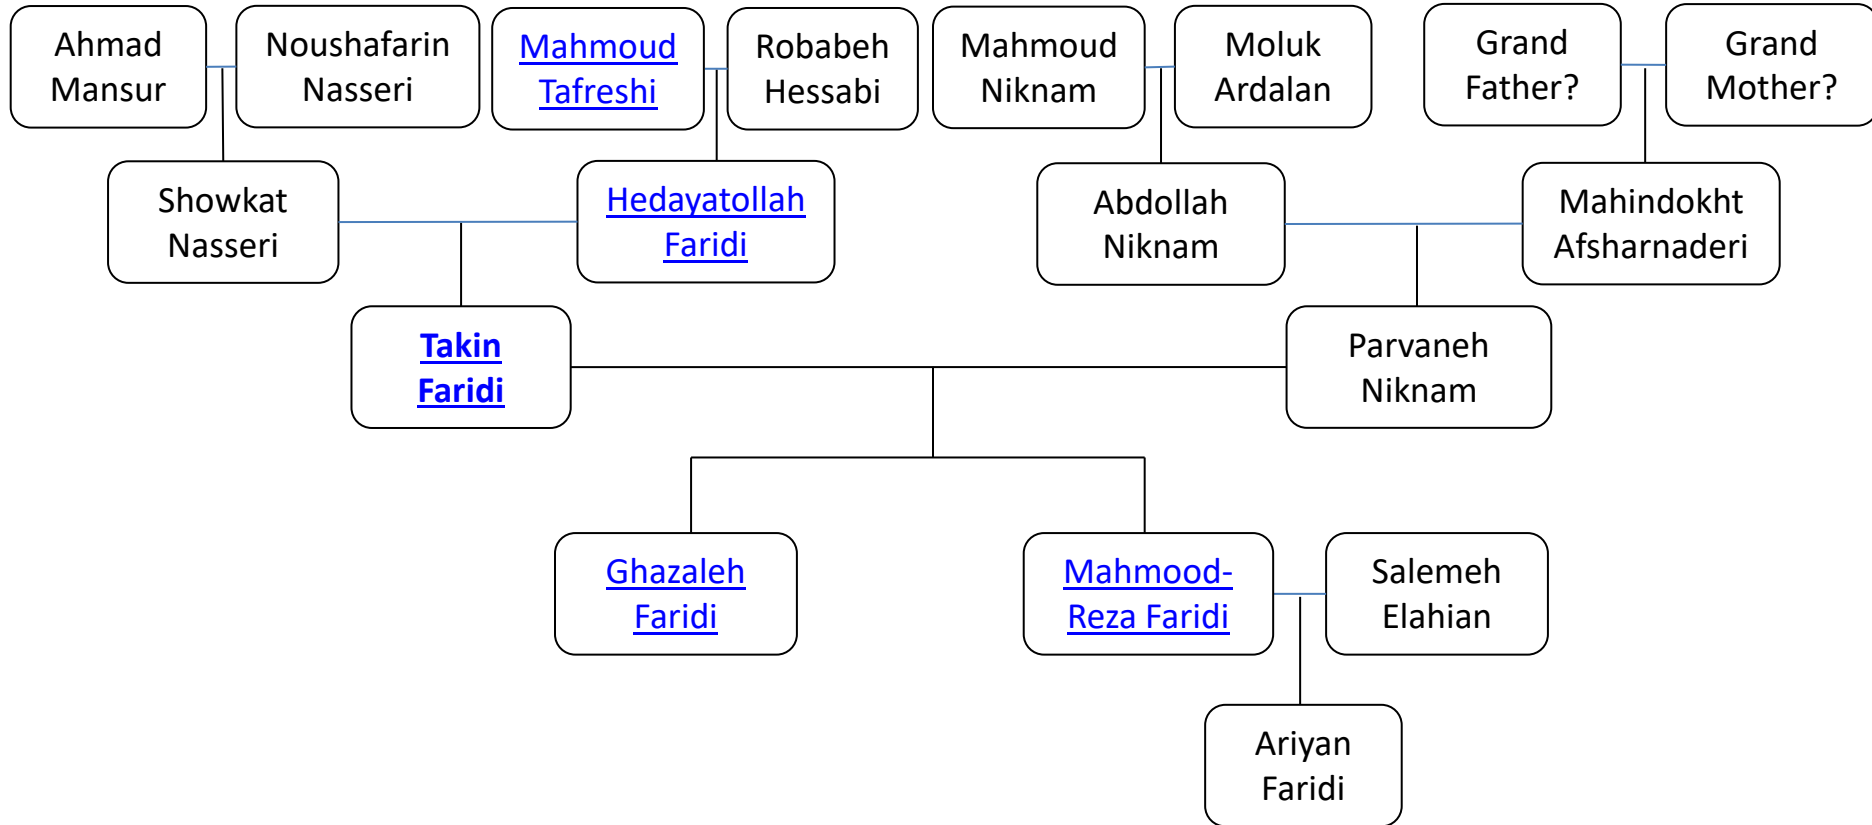 Ahmad
Mansur
Noushafarin
Nasseri
Mahmoud
Tafreshi
Robabeh
Hessabi
Mahmoud
Niknam
Moluk
Ardalan
Grand
Father?
Grand
Mother?
Showkat
Nasseri
Hedayatollah
Faridi
Abdollah
Niknam
Mahindokht
Afsharnaderi
Takin
Faridi
Parvaneh
Niknam
Ghazaleh
Faridi
Mahmood-
Reza Faridi
Salemeh
Elahian
Ariyan
Faridi